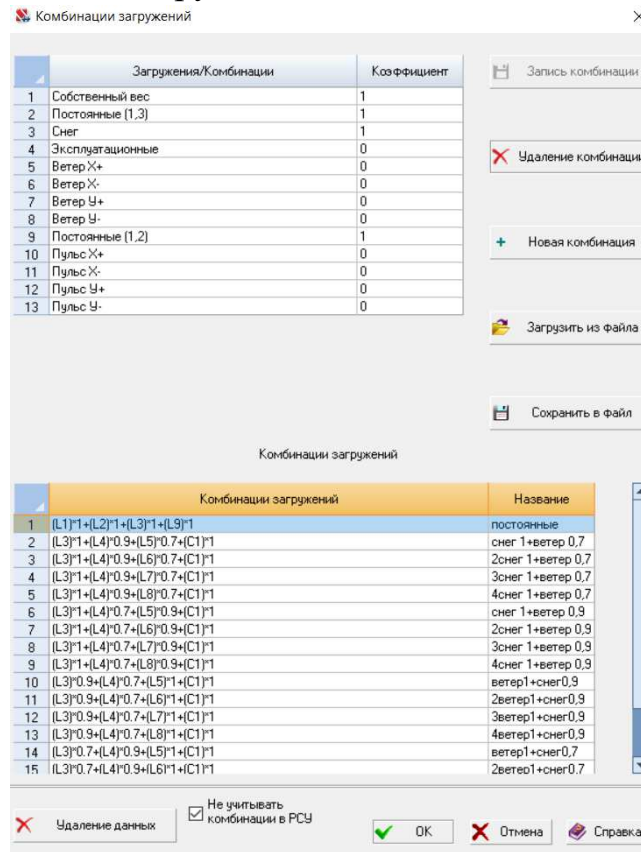 Комбинации загружений
Загружения/Комбинации Коэффициент
1 Собственный вес 1
2 Постоянные (1,3) 1
3 Снег 1
4 Эксплуатационные 0
5 Ветер X+ 0
6 Ветер X- 0
7 Ветер У+ 0
8 Ветер У- 0
9 Постоянные (1,2) 1
10 Пульс X+ 0
11 Пульс X- 0
12 Пульс У+ 0
13 Пульс У- 0
Запись комбинации
Удаление комбинации
Новая комбинация
Загрузить из файла
Сохранить в файл
Комбинации загружений
Комбинации загружений Название
1 (L1)*1+(L2)*1+(L3)*1+(L9)*1 постоянные
2 (L3)*1+(L4)*0.9+(L5)*0.7+(C1)*1 снег 1+ветер 0,7
3 (L3)*1+(L4)*0.9+(L6)*0.7+(C1)*1 2снег 1+ветер 0,7
4 (L3)*1+(L4)*0.9+(L7)*0.7+(C1)*1 3снег 1+ветер 0,7
5 (L3)*1+(L4)*0.9+(L8)*0.7+(C1)*1 4снег 1+ветер 0,7
6 (L3)*1+(L4)*0.7+(L5)*0.9+(C1)*1 снег 1+ветер 0,9
7 (L3)*1+(L4)*0.7+(L6)*0.9+(C1)*1 2снег 1+ветер 0,9
8 (L3)*1+(L4)*0.7+(L7)*0.9+(C1)*1 3снег 1+ветер 0,9
9 (L3)*1+(L4)*0.7+(L8)*0.9+(C1)*1 4снег 1+ветер 0,9
10 (L3)*0.9+(L4)*0.7+(L5)*1+(C1)*1 ветер1+снег0,9
11 (L3)*0.9+(L4)*0.7+(L6)*1+(C1)*1 2ветер1+снег0,9
12 (L3)*0.9+(L4)*0.7+(L7)*1+(C1)*1 3ветер1+снег0,9
13 (L3)*0.9+(L4)*0.7+(L8)*1+(C1)*1 4ветер1+снег0,9
14 (L3)*0.7+(L4)*0.9+(L5)*1+(C1)*1 ветер1+снег0,7
15 (L3)*0.7+(L4)*0.9+(L6)*1+(C1)*1 2ветер1+снег0,7
Удаление данных
Не учитывать
комбинации в РСУ
OK Отмена Справка